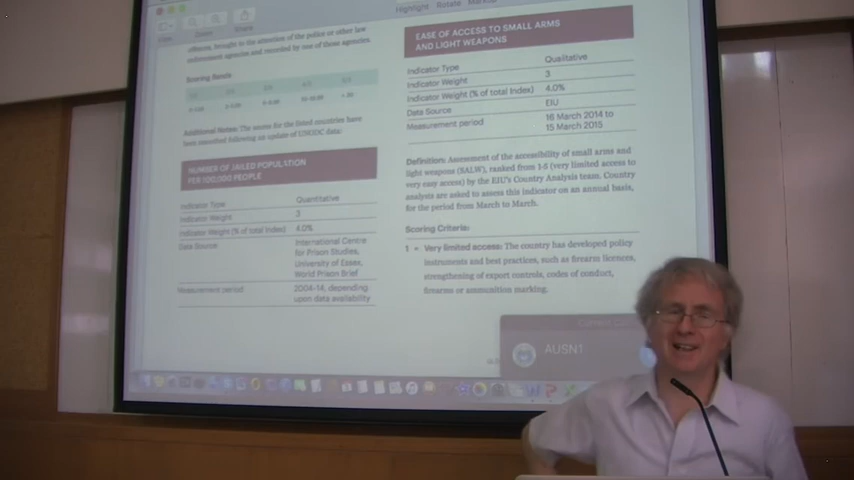 Highlight Rotate Markup
Zoom Share
offences, brought to the attention of the police or other law
enforcement agencies and recorded by one of those agencies.
Scoring Bands:
Additional Notes: The scores for the listed countries have
been smoothed following an update of UNODC data:
NUMBER OF JAILED POPULATION
PER 100,000 PEOPLE
Indicator Type Quantitative
Indicator Weight 3
Indicator Weight (% of total Index) 4.0%
Data Source International Centre
for Prison Studies,
University of Essex,
World Prison Brief
Measurement period 2004-14, depending
upon data availability
EASE OF ACCESS TO SMALL ARMS
AND LIGHT WEAPONS
Indicator Type Qualitative
Indicator Weight 3
Indicator Weight (% of total Index) 4.0%
Data Source EIU
Measurement period 16 March 2014 to
15 March 2015
Definition: Assessment of the accessibility of small arms and
light weapons (SALW), ranked from 1-5 (very limited access to
very easy access) by the EIU's Country Analysis team. Country
analysts are asked to assess this indicator on an annual basis,
for the period from March to March.
Scoring Criteria:
1 = Very limited access: The country has developed policy
instruments and best practices, such as firearm licences,
strengthening of export controls, codes of conduct,
firearms or ammunition marking.
AUSN1